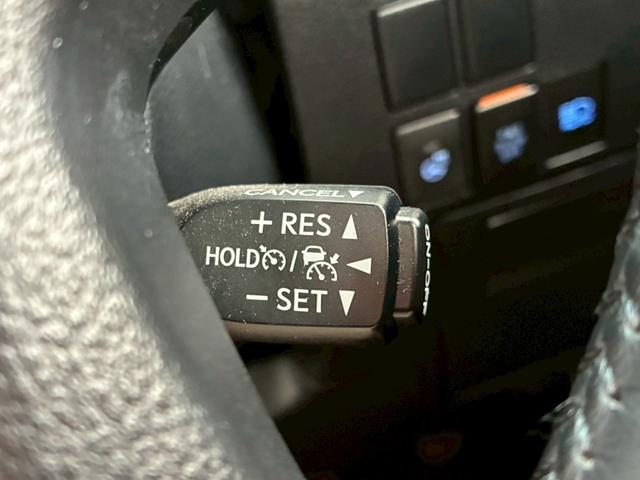 CANCEL▼
+ RES ▲
HOLD / ◀
− SET ▼
ON-OFF